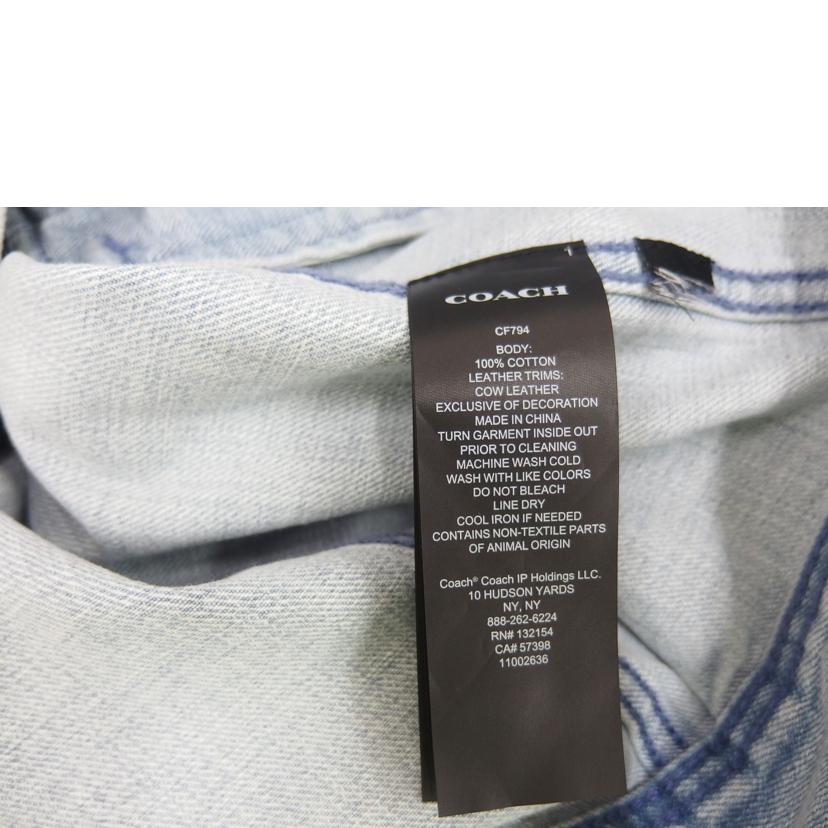 1
COACH
CF794
BODY:
100% COTTON
LEATHER TRIMS:
COW LEATHER
EXCLUSIVE OF DECORATION
MADE IN CHINA
TURN GARMENT INSIDE OUT
PRIOR TO CLEANING
MACHINE WASH COLD
WASH WITH LIKE COLORS
DO NOT BLEACH
LINE DRY
COOL IRON IF NEEDED
CONTAINS NON-TEXTILE PARTS
OF ANIMAL ORIGIN
Coach® Coach IP Holdings LLC.
10 HUDSON YARDS
NY, NY
888-262-6224
RN# 132154
CA# 57398
11002636